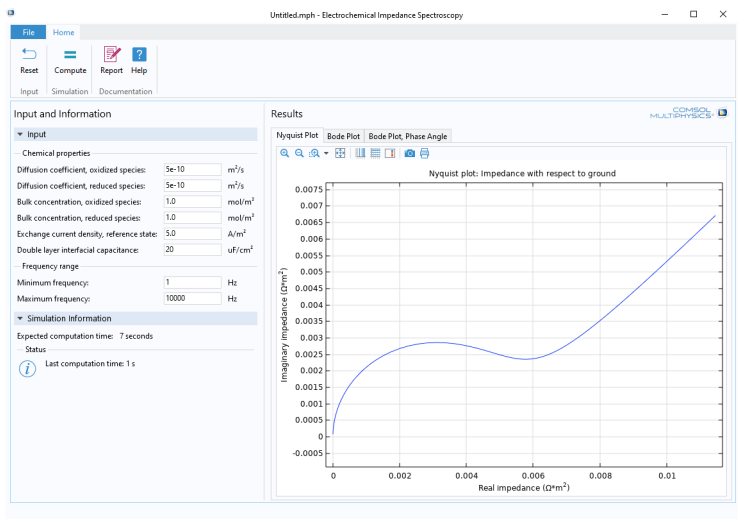 Untitled.mph - Electrochemical Impedance Spectroscopy
File Home
Reset Compute Report Help
Input Simulation Documentation
Input and Information
Input
Chemical properties
Diffusion coefficient, oxidized species: 5e-10 m²/s
Diffusion coefficient, reduced species: 5e-10 m²/s
Bulk concentration, oxidized species: 1.0 mol/m³
Bulk concentration, reduced species: 1.0 mol/m³
Exchange current density, reference state: 5.0 A/m²
Double layer interfacial capacitance: 20 uF/cm²
Frequency range
Minimum frequency: 1 Hz
Maximum frequency: 10000 Hz
Simulation Information
Expected computation time: 7 seconds
Status
Last computation time: 1 s
Results
COMSOL
MULTIPHYSICS
Nyquist Plot Bode Plot Bode Plot, Phase Angle
Nyquist plot: Impedance with respect to ground
Imaginary impedance (Ω*m²)
0.0075
0.007
0.0065
0.006
0.0055
0.005
0.0045
0.004
0.0035
0.003
0.0025
0.002
0.0015
0.001
0.0005
0
-0.0005
0 0.002 0.004 0.006 0.008 0.01
Real impedance (Ω*m²)